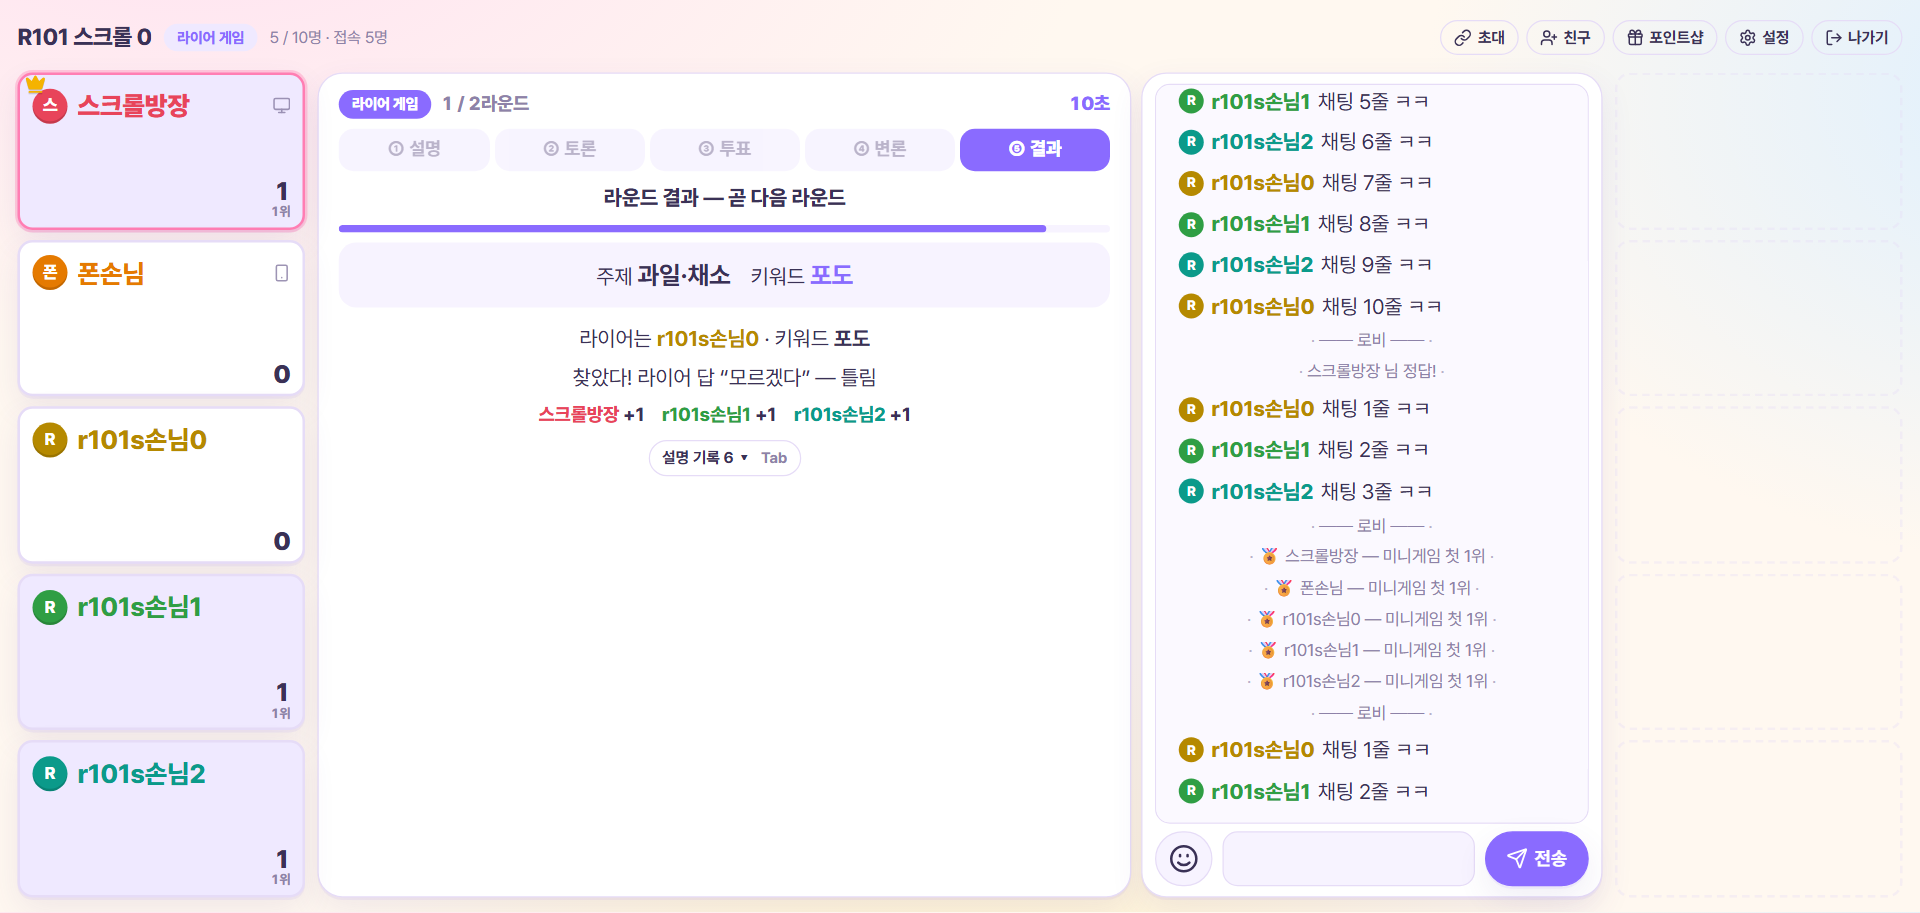 R101 스크롤 0 라이어 게임 5 / 10명 · 접속 5명
초대 친구 포인트샵 설정 나가기
스 스크롤방장
1
1위
폰 폰손님
0
R r101s손님0
0
R r101s손님1
1
1위
R r101s손님2
1
1위
라이어 게임 1 / 2라운드 10초
① 설명 ② 토론 ③ 투표 ④ 변론 ⑤ 결과
라운드 결과 — 곧 다음 라운드
주제 과일·채소 키워드 포도
라이어는 r101s손님0 · 키워드 포도
찾았다! 라이어 답 “모르겠다” — 틀림
스크롤방장 +1 r101s손님1 +1 r101s손님2 +1
설명 기록 6 ▾ Tab
R r101s손님1 채팅 5줄 ㅋㅋ
R r101s손님2 채팅 6줄 ㅋㅋ
R r101s손님0 채팅 7줄 ㅋㅋ
R r101s손님1 채팅 8줄 ㅋㅋ
R r101s손님2 채팅 9줄 ㅋㅋ
R r101s손님0 채팅 10줄 ㅋㅋ
· —— 로비 —— ·
· 스크롤방장 님 정답! ·
R r101s손님0 채팅 1줄 ㅋㅋ
R r101s손님1 채팅 2줄 ㅋㅋ
R r101s손님2 채팅 3줄 ㅋㅋ
· —— 로비 —— ·
· 🏅 스크롤방장 — 미니게임 첫 1위 ·
· 🏅 폰손님 — 미니게임 첫 1위 ·
· 🏅 r101s손님0 — 미니게임 첫 1위 ·
· 🏅 r101s손님1 — 미니게임 첫 1위 ·
· 🏅 r101s손님2 — 미니게임 첫 1위 ·
· —— 로비 —— ·
R r101s손님0 채팅 1줄 ㅋㅋ
R r101s손님1 채팅 2줄 ㅋㅋ
전송